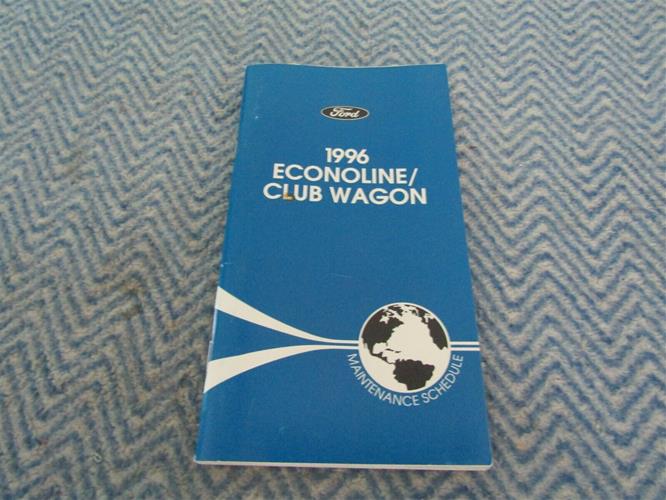 Ford
1996
ECONOLINE/
CLUB WAGON
MAINTENANCE SCHEDULE